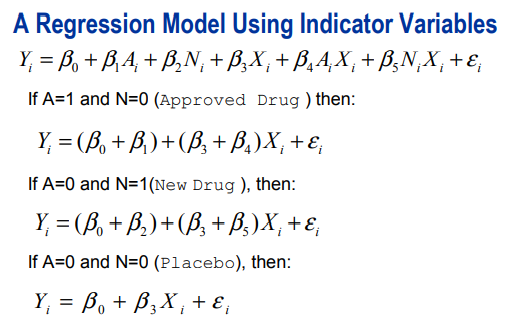 A Regression Model Using Indicator Variables
Yᵢ = β₀ + β₁Aᵢ + β₂Nᵢ + β₃Xᵢ + β₄AᵢXᵢ + β₅NᵢXᵢ + εᵢ
If A=1 and N=0 (Approved Drug ) then:
Yᵢ = (β₀ + β₁) + (β₃ + β₄)Xᵢ + εᵢ
If A=0 and N=1(New Drug ), then:
Yᵢ = (β₀ + β₂) + (β₃ + β₅)Xᵢ + εᵢ
If A=0 and N=0 (Placebo), then:
Yᵢ = β₀ + β₃Xᵢ + εᵢ